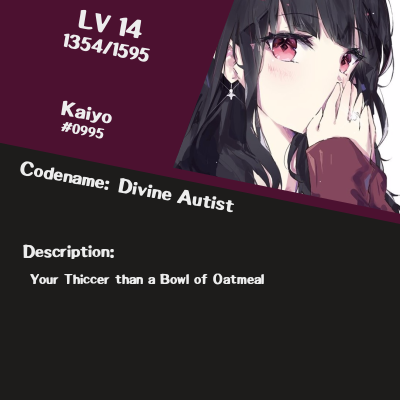 LV 14
1354/1595
Kaiyo
#0995
Codename: Divine Autist
Description:
Your Thiccer than a Bowl of Oatmeal